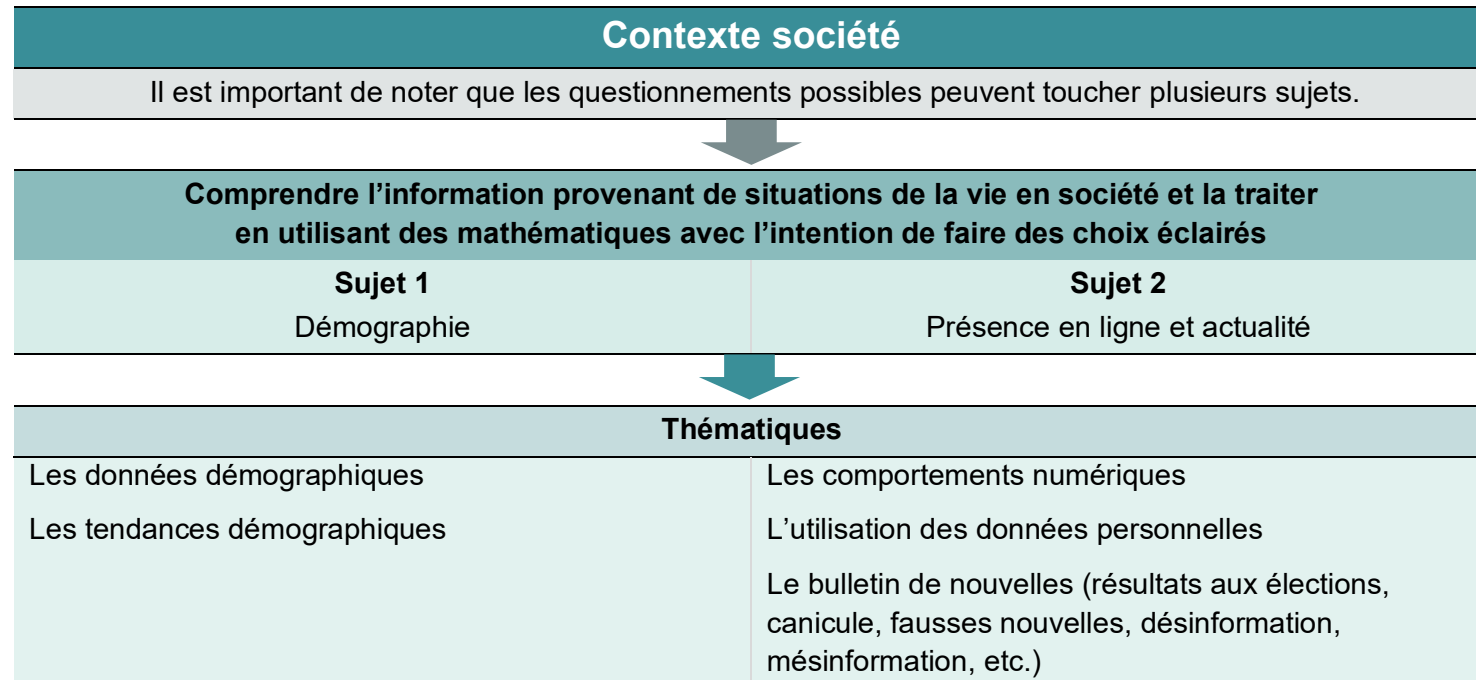 Contexte société
Il est important de noter que les questionnements possibles peuvent toucher plusieurs sujets.
Comprendre l’information provenant de situations de la vie en société et la traiter
en utilisant des mathématiques avec l’intention de faire des choix éclairés
Sujet 1
Démographie
Sujet 2
Présence en ligne et actualité
Thématiques
Les données démographiques
Les tendances démographiques
Les comportements numériques
L’utilisation des données personnelles
Le bulletin de nouvelles (résultats aux élections,
canicule, fausses nouvelles, désinformation,
mésinformation, etc.)